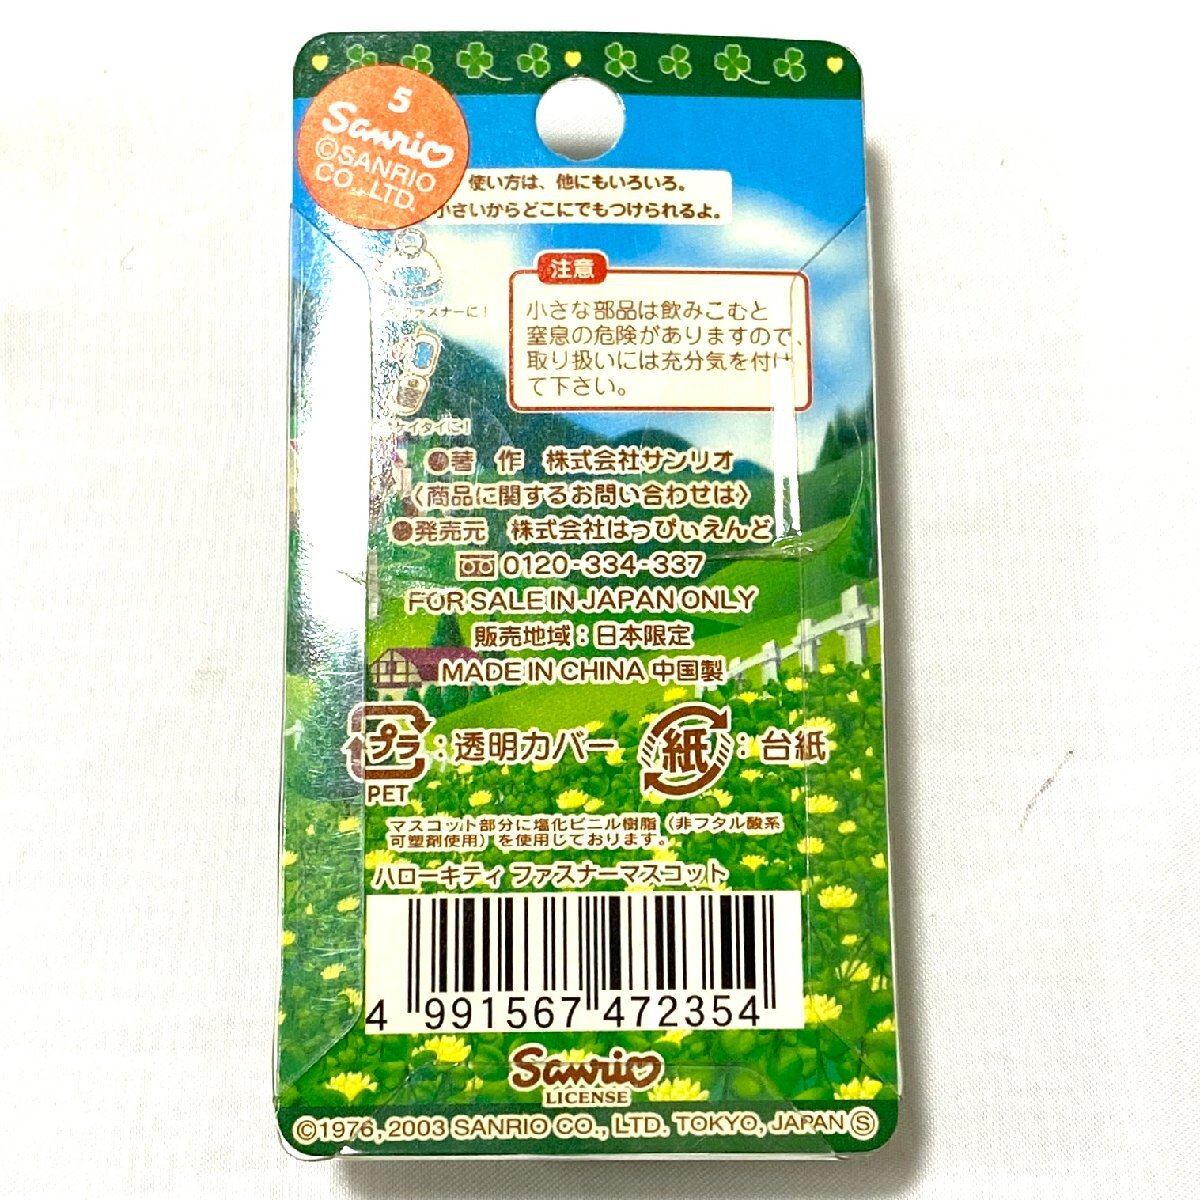 5
Sanrio
©SANRIO
CO., LTD.
使い方は、他にもいろいろ。
小さいからどこにでもつけられるよ。
ファスナーに!
ケイタイに!
注意
小さな部品は飲みこむと
窒息の危険がありますので、
取り扱いには充分気を付け
て下さい。
著 作 株式会社サンリオ
〈商品に関するお問い合わせは〉
発売元 株式会社はっぴぃえんど
0120-334-337
FOR SALE IN JAPAN ONLY
販売地域:日本限定
MADE IN CHINA 中国製
プラ:透明カバー 紙:台紙
PET
マスコット部分に塩化ビニル樹脂(非フタル酸系
可塑剤使用)を使用しております。
ハローキティ ファスナーマスコット
4 991567 472354
Sanrio
LICENSE
©1976, 2003 SANRIO CO., LTD. TOKYO, JAPAN Ⓢ